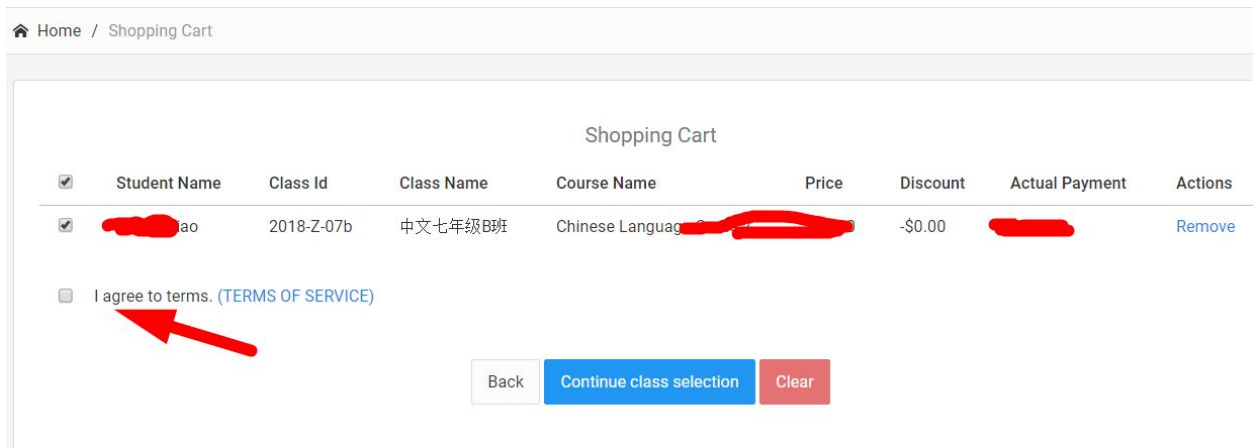 Home / Shopping Cart
Shopping Cart
Student Name Class Id Class Name Course Name Price Discount Actual Payment Actions
iao 2018-Z-07b 中文七年级B班 Chinese Languag -$0.00 Remove
I agree to terms. (TERMS OF SERVICE)
Back Continue class selection Clear